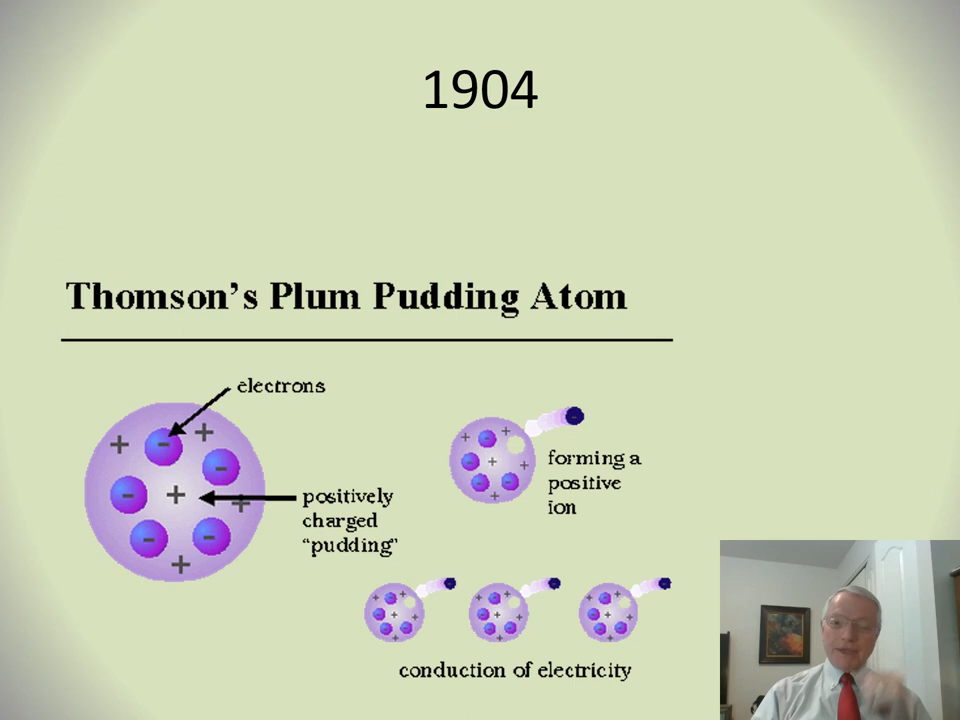 1904
Thomson's Plum Pudding Atom
electrons
positively
charged
"pudding"
forming a
positive
ion
conduction of electricity